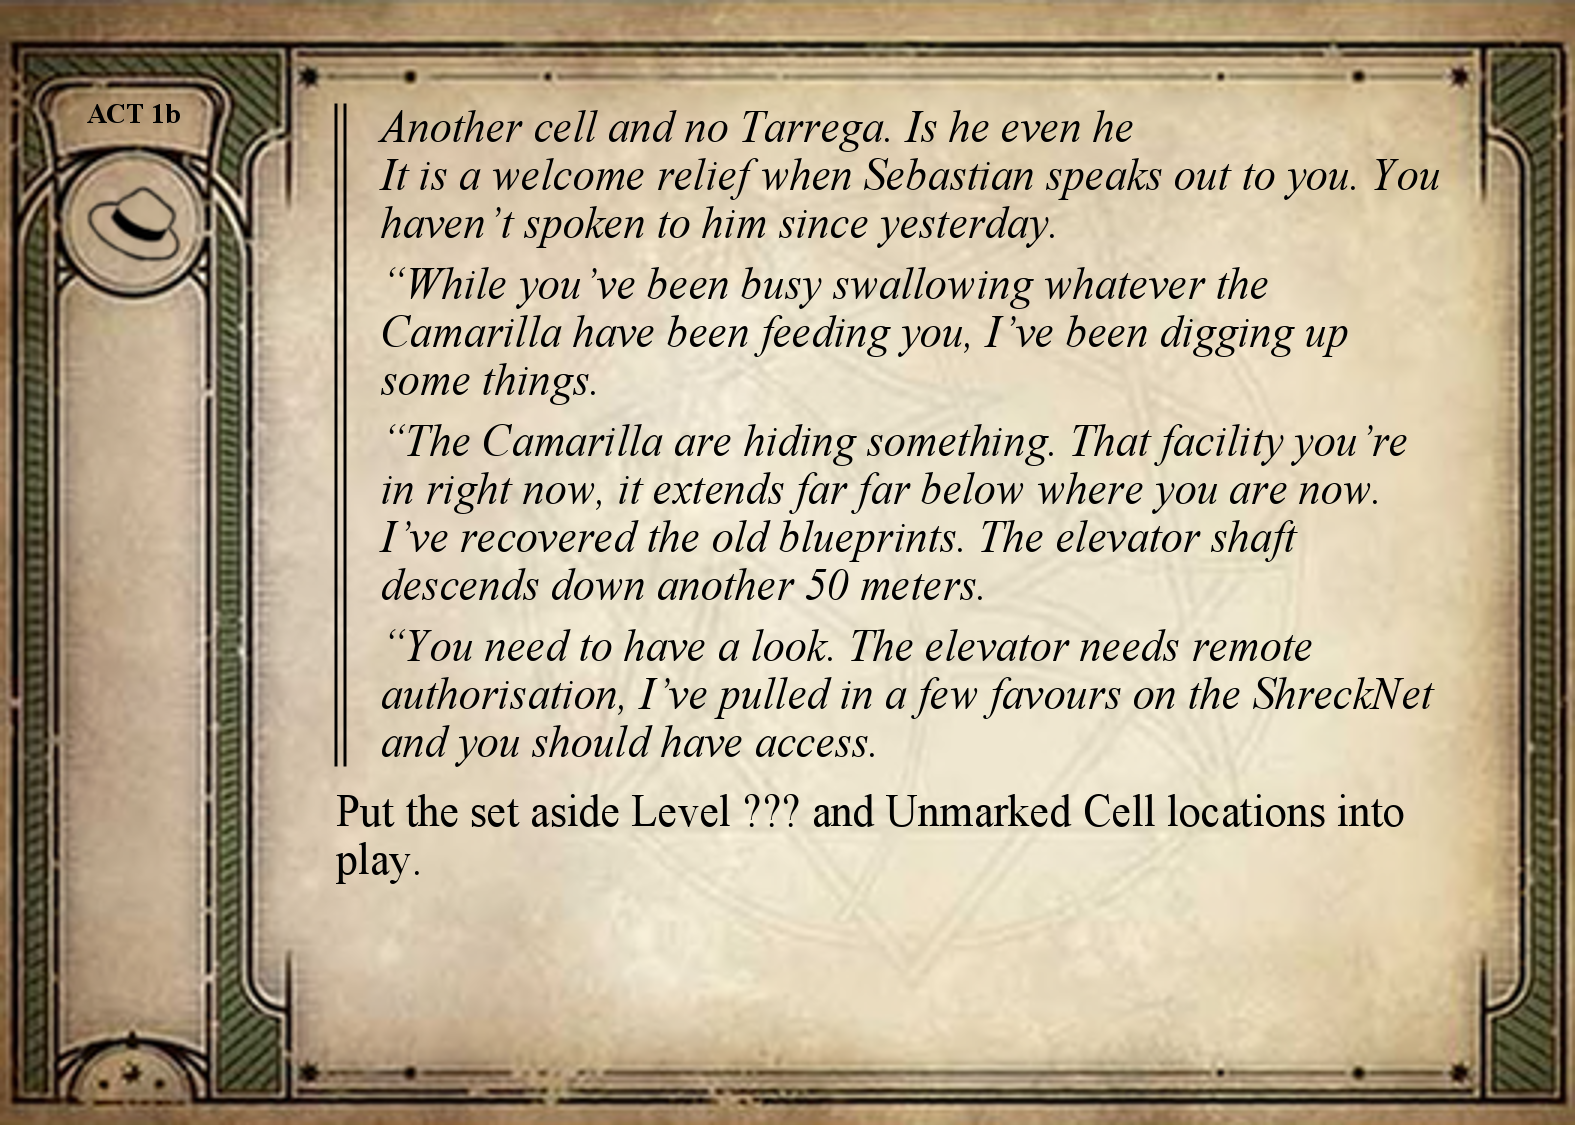 ACT 1b
Another cell and no Tarrega. Is he even he
It is a welcome relief when Sebastian speaks out to you. You
haven’t spoken to him since yesterday.
“While you’ve been busy swallowing whatever the
Camarilla have been feeding you, I’ve been digging up
some things.
“The Camarilla are hiding something. That facility you’re
in right now, it extends far far below where you are now.
I’ve recovered the old blueprints. The elevator shaft
descends down another 50 meters.
“You need to have a look. The elevator needs remote
authorisation, I’ve pulled in a few favours on the ShreckNet
and you should have access.
Put the set aside Level ??? and Unmarked Cell locations into
play.